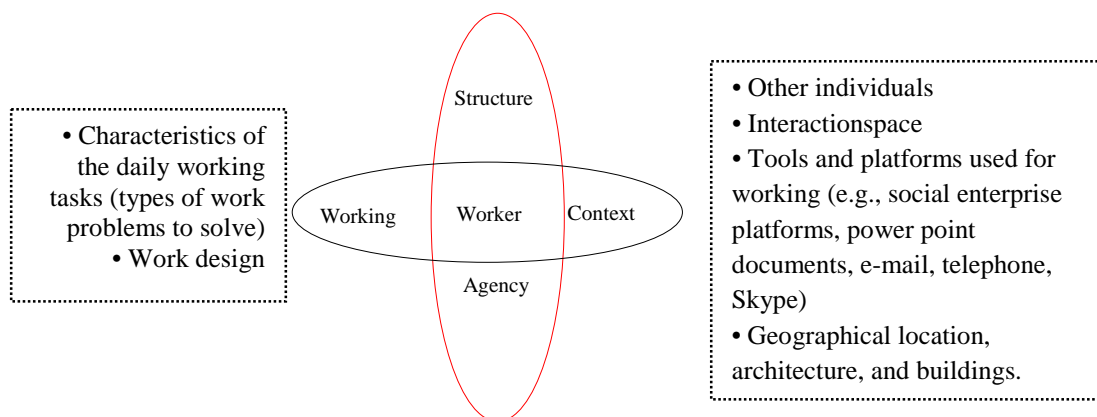 • Characteristics of
the daily working
tasks (types of work
problems to solve)
• Work design
Structure
Working
Worker
Context
Agency
• Other individuals
• Interactionspace
• Tools and platforms used for
working (e.g., social enterprise
platforms, power point
documents, e-mail, telephone,
Skype)
• Geographical location,
architecture, and buildings.